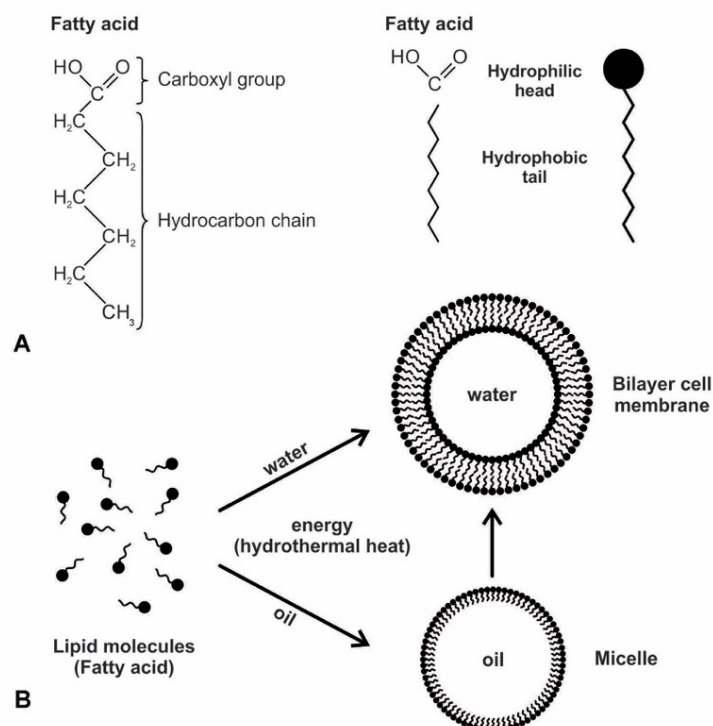 Fatty acid
HO
O
C
Carboxyl group
H₂C
CH₂
H₂C
CH₂
H₂C
CH₃
Hydrocarbon chain
A
Fatty acid
HO
O
C
Hydrophilic
head
Hydrophobic
tail
water
Bilayer cell
membrane
water
energy
(hydrothermal heat)
oil
Lipid molecules
(Fatty acid)
oil
Micelle
B